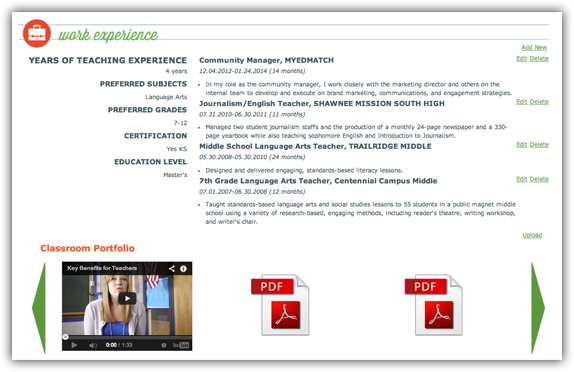 work experience
Add New
YEARS OF TEACHING EXPERIENCE
4 years
PREFERRED SUBJECTS
Language Arts
PREFERRED GRADES
7-12
CERTIFICATION
Yes KS
EDUCATION LEVEL
Master's
Community Manager, MYEDMATCH
Edit Delete
12.04.2012-01.24.2014 (14 months)
• In my role as the community manager, I work closely with the marketing director and others on the
internal team to develop and execute on brand marketing, communications, and engagement strategies.
Journalism/English Teacher, SHAWNEE MISSION SOUTH HIGH
Edit Delete
07.31.2010-06.30.2011 (11 months)
• Managed two student journalism staffs and the production of a monthly 24-page newspaper and a 330-
page yearbook while also teaching sophomore English and Introduction to Journalism.
Middle School Language Arts Teacher, TRAILRIDGE MIDDLE
Edit Delete
05.30.2008-05.30.2010 (24 months)
• Designed and delivered engaging, standards-based literacy lessons.
7th Grade Language Arts Teacher, Centennial Campus Middle
Edit Delete
07.01.2007-06.30.2008 (12 months)
• Taught standards-based language arts and social studies lessons to 55 students in a public magnet middle
school using a variety of research-based, engaging methods, including reader's theatre, writing workshop,
and writer's chair.
Upload
Classroom Portfolio
Key Benefits for Teachers
0:00 / 1:33
YouTube
PDF
PDF